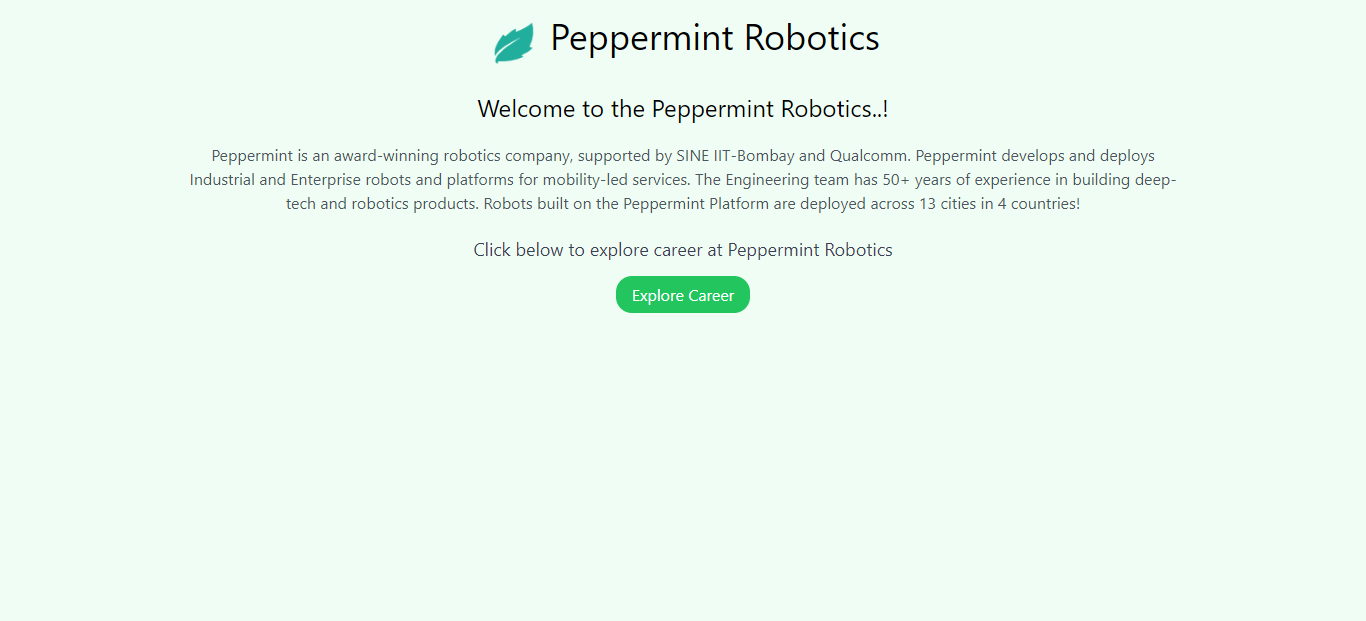 Peppermint Robotics
Welcome to the Peppermint Robotics..!
Peppermint is an award-winning robotics company, supported by SINE IIT-Bombay and Qualcomm. Peppermint develops and deploys
Industrial and Enterprise robots and platforms for mobility-led services. The Engineering team has 50+ years of experience in building deep-
tech and robotics products. Robots built on the Peppermint Platform are deployed across 13 cities in 4 countries!
Click below to explore career at Peppermint Robotics
Explore Career